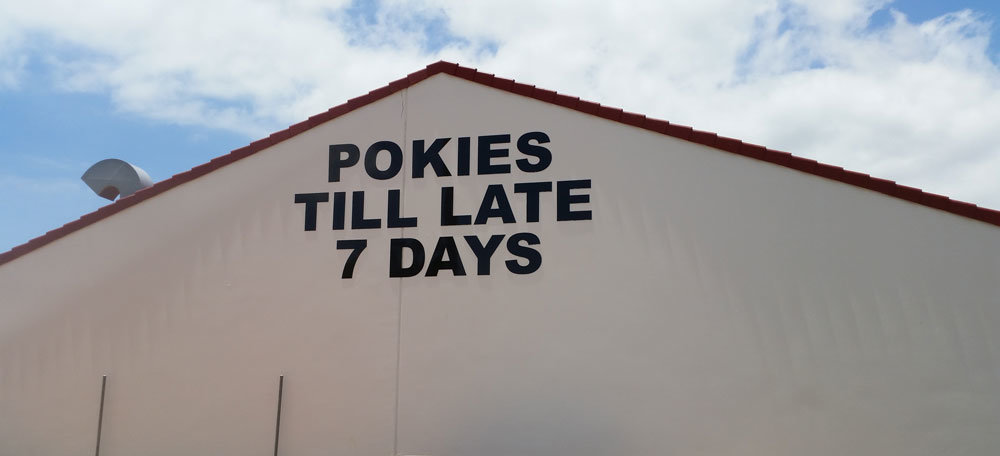 POKIES
TILL LATE
7 DAYS